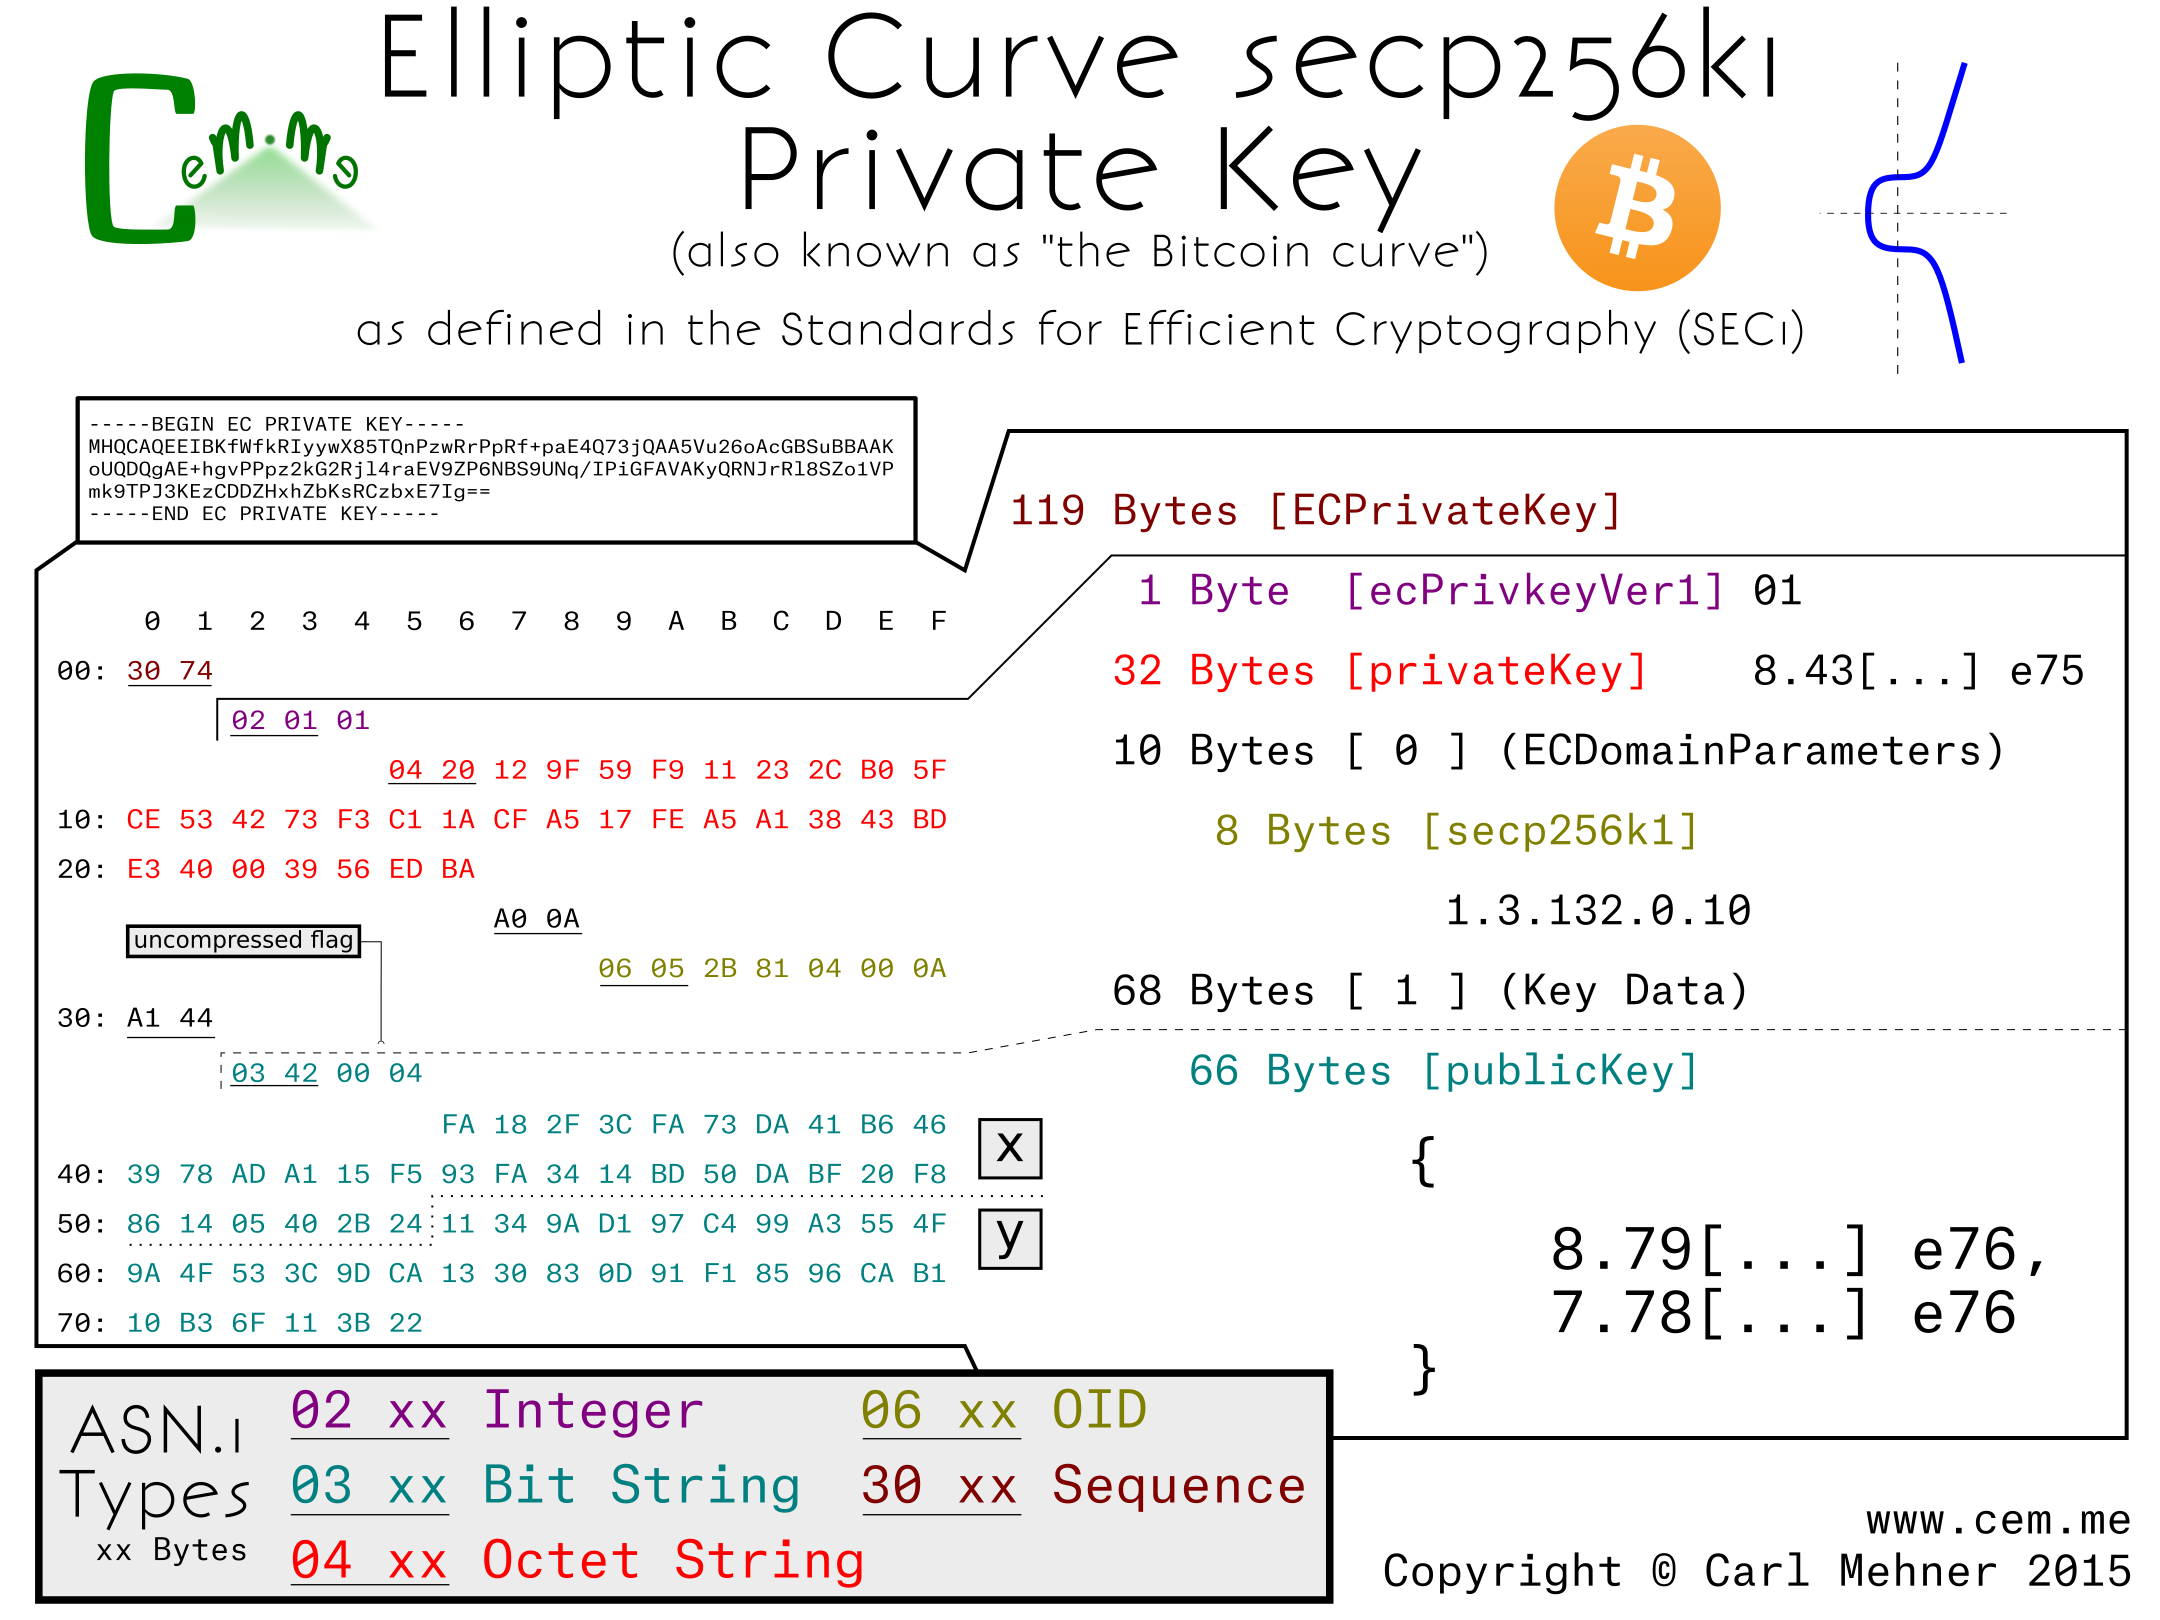 Cem.me
Elliptic Curve secp256k1
Private Key
(also known as "the Bitcoin curve")
as defined in the Standards for Efficient Cryptography (SEC1)
-----BEGIN EC PRIVATE KEY-----
MHQCAQEEIBKfWfkRIyywX85TQnPzwRrPpRf+paE4Q73jQAA5Vu26oAcGBSuBBAAK
oUQDQgAE+hgvPPpz2kG2Rjl4raEV9ZP6NBS9UNq/IPiGFAVAKyQRNJrRl8SZo1VP
mk9TPJ3KEzCDDZHxhZbKsRCzbxE7Ig==
-----END EC PRIVATE KEY-----
0 1 2 3 4 5 6 7 8 9 A B C D E F
00: 30 74
02 01 01
04 20 12 9F 59 F9 11 23 2C B0 5F
10: CE 53 42 73 F3 C1 1A CF A5 17 FE A5 A1 38 43 BD
20: E3 40 00 39 56 ED BA
A0 0A
uncompressed flag
06 05 2B 81 04 00 0A
30: A1 44
03 42 00 04
FA 18 2F 3C FA 73 DA 41 B6 46
x
40: 39 78 AD A1 15 F5 93 FA 34 14 BD 50 DA BF 20 F8
50: 86 14 05 40 2B 24 11 34 9A D1 97 C4 99 A3 55 4F
y
60: 9A 4F 53 3C 9D CA 13 30 83 0D 91 F1 85 96 CA B1
70: 10 B3 6F 11 3B 22
119 Bytes [ECPrivateKey]
1 Byte [ecPrivkeyVer1] 01
32 Bytes [privateKey] 8.43[...] e75
10 Bytes [ 0 ] (ECDomainParameters)
8 Bytes [secp256k1]
1.3.132.0.10
68 Bytes [ 1 ] (Key Data)
66 Bytes [publicKey]
{
8.79[...] e76,
7.78[...] e76
}
ASN.1
Types
xx Bytes
02 xx Integer
03 xx Bit String
04 xx Octet String
06 xx OID
30 xx Sequence
www.cem.me
Copyright © Carl Mehner 2015